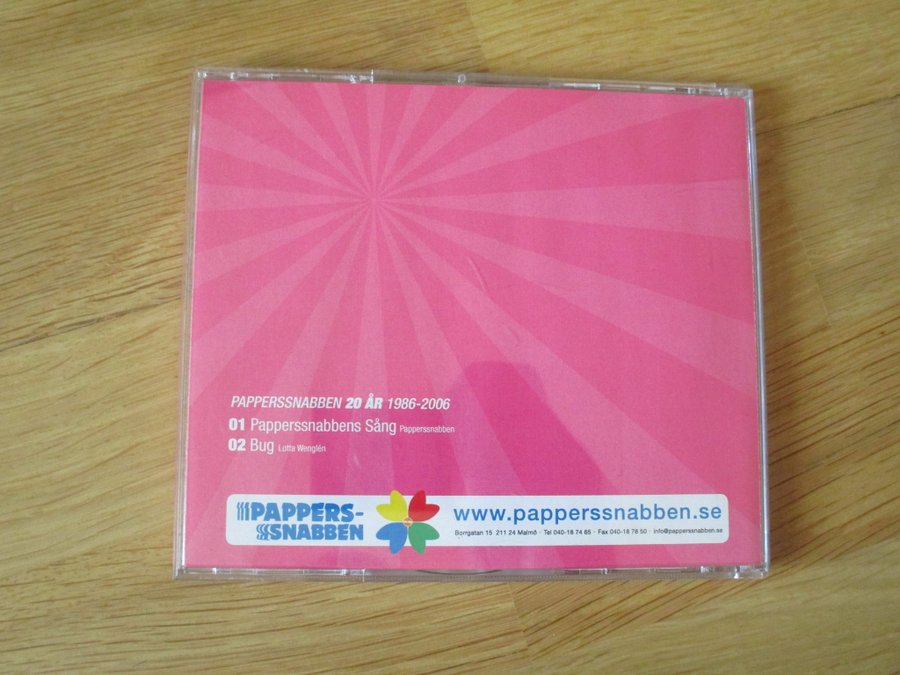 PAPPERSSNABBEN 20 ÅR 1986-2006
01 Papperssnabbens Sång Papperssnabben
02 Bug Lotta Wenglén
PAPPERS-
SNABBEN
www.papperssnabben.se
Borrgatan 15 211 24 Malmö · Tel 040-18 74 65 · Fax 040-18 78 50 · info@papperssnabben.se